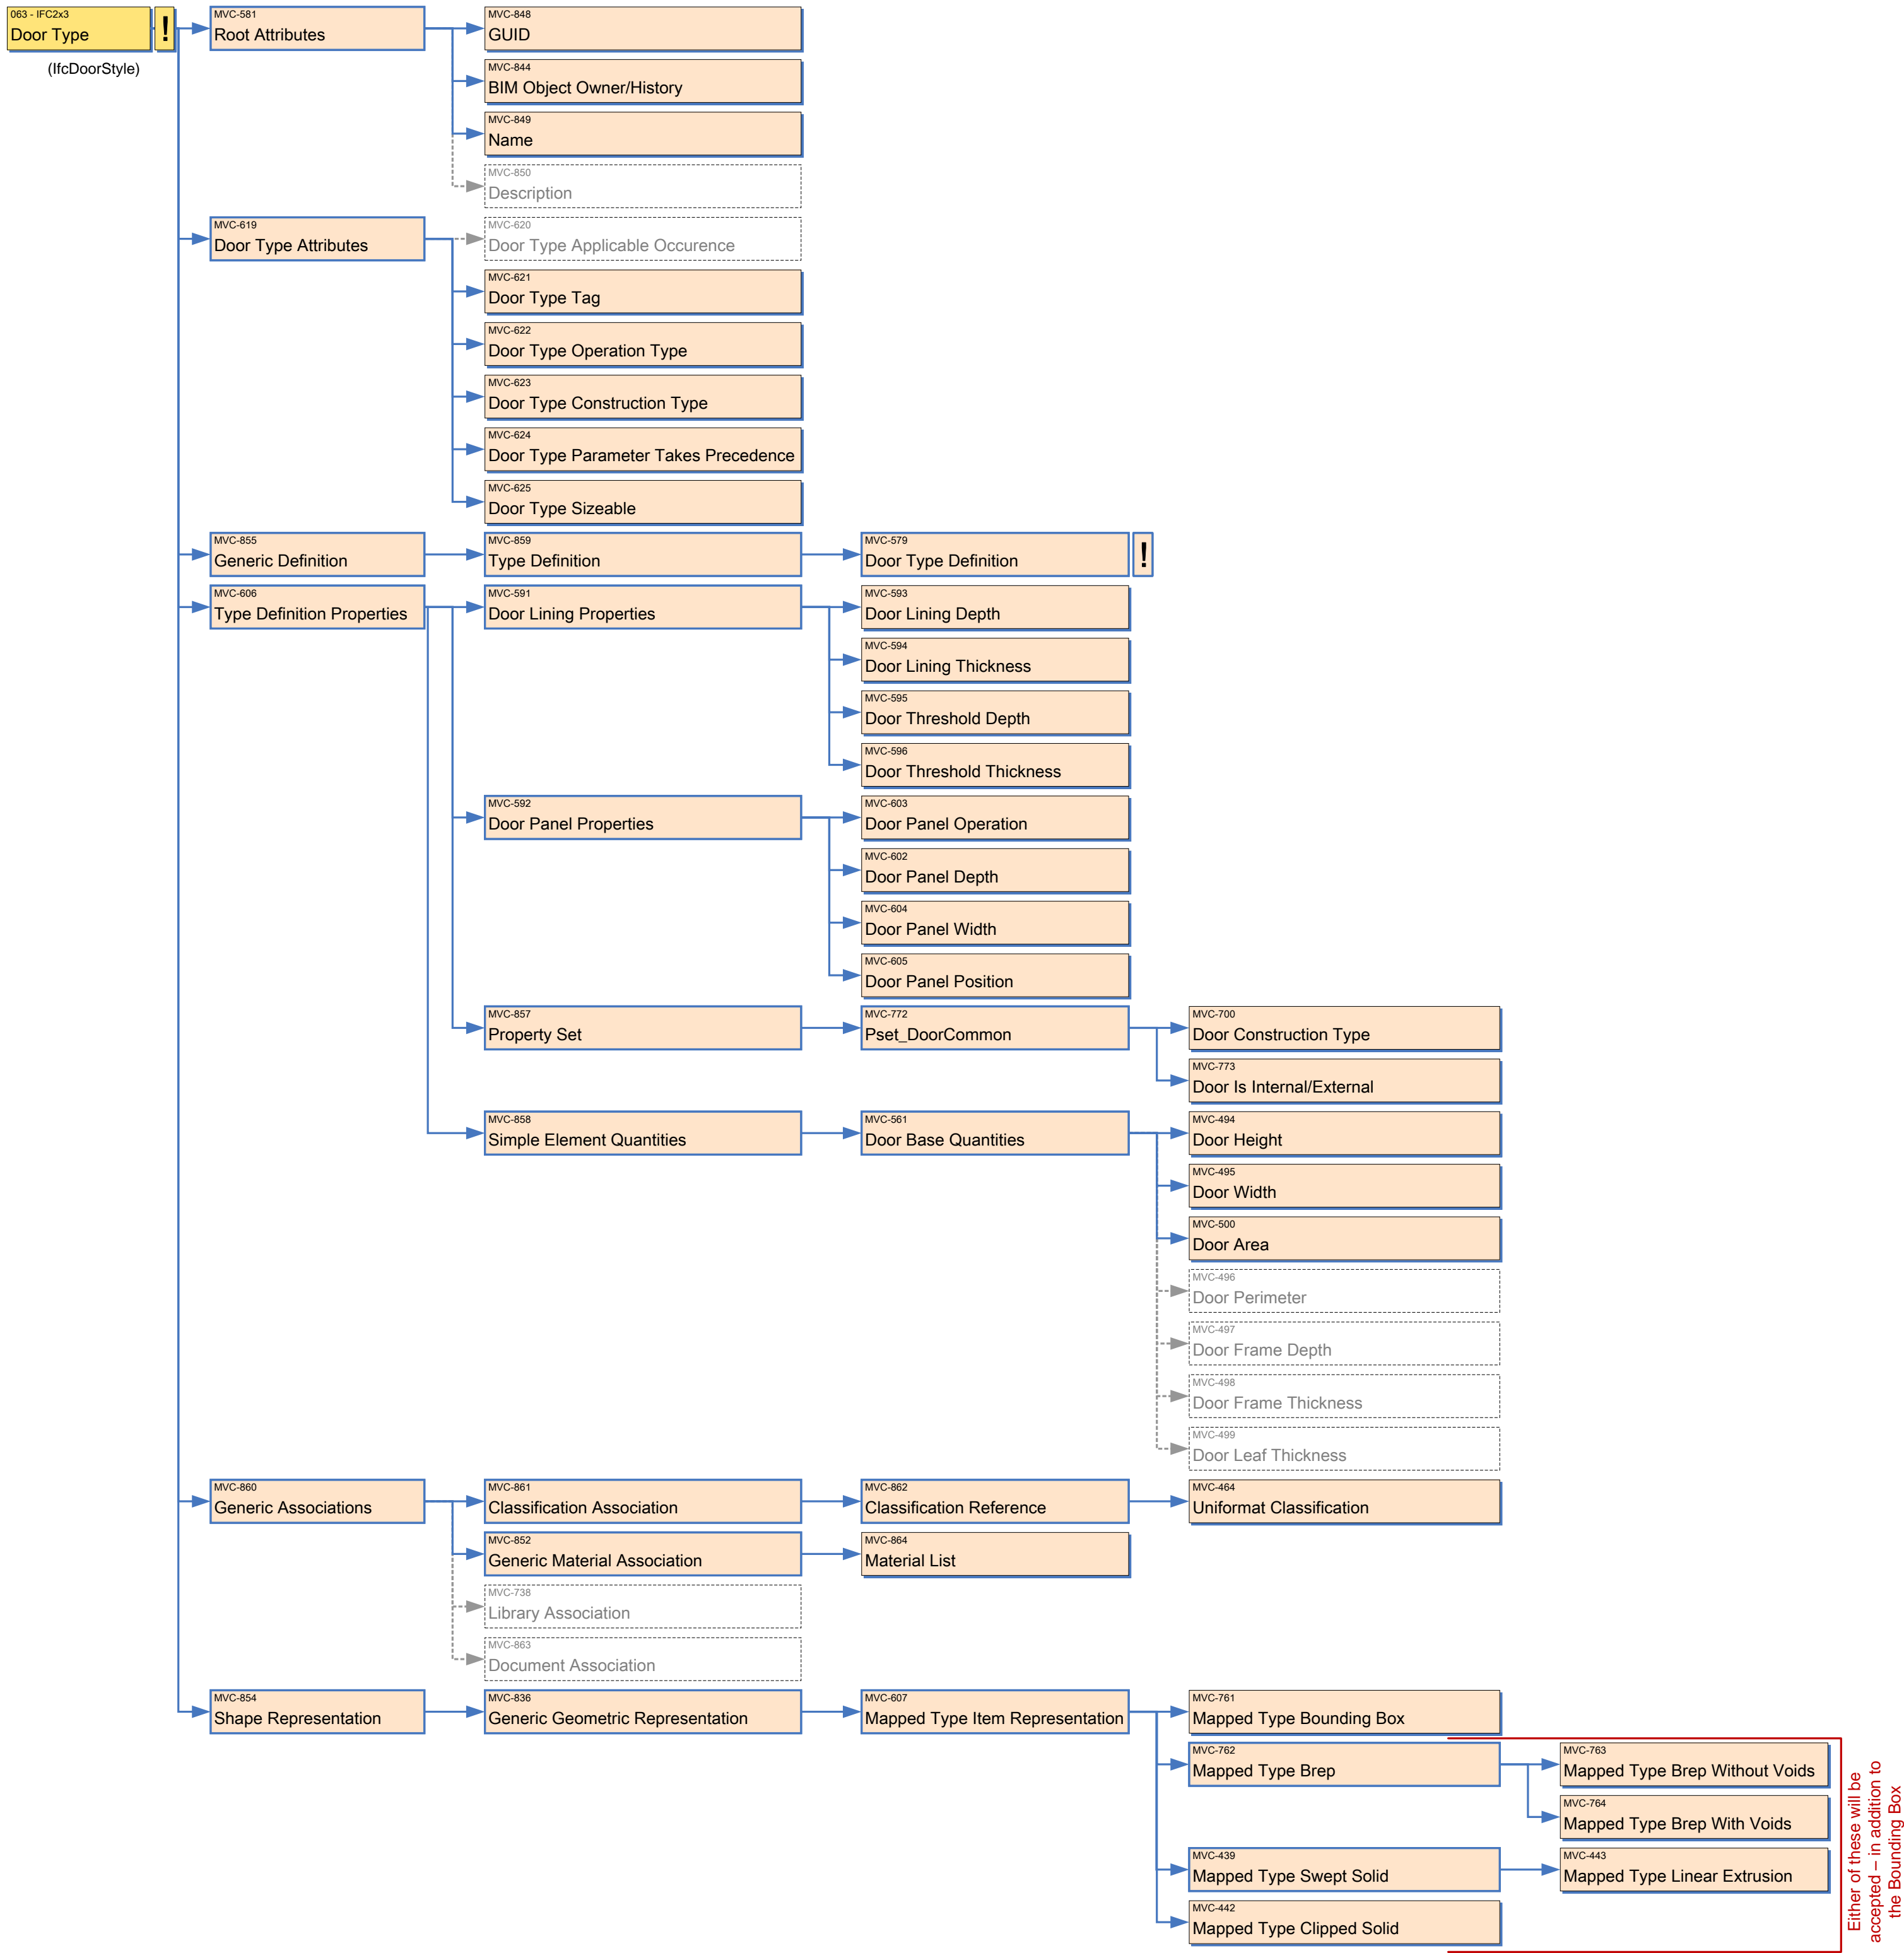 063 - IFC2x3
Door Type
!
(IfcDoorStyle)
MVC-581
Root Attributes
MVC-848
GUID
MVC-844
BIM Object Owner/History
MVC-849
Name
MVC-850
Description
MVC-619
Door Type Attributes
MVC-620
Door Type Applicable Occurence
MVC-621
Door Type Tag
MVC-622
Door Type Operation Type
MVC-623
Door Type Construction Type
MVC-624
Door Type Parameter Takes Precedence
MVC-625
Door Type Sizeable
MVC-855
Generic Definition
MVC-859
Type Definition
MVC-579
Door Type Definition
!
MVC-606
Type Definition Properties
MVC-591
Door Lining Properties
MVC-593
Door Lining Depth
MVC-594
Door Lining Thickness
MVC-595
Door Threshold Depth
MVC-596
Door Threshold Thickness
MVC-592
Door Panel Properties
MVC-603
Door Panel Operation
MVC-602
Door Panel Depth
MVC-604
Door Panel Width
MVC-605
Door Panel Position
MVC-857
Property Set
MVC-772
Pset_DoorCommon
MVC-700
Door Construction Type
MVC-773
Door Is Internal/External
MVC-858
Simple Element Quantities
MVC-561
Door Base Quantities
MVC-494
Door Height
MVC-495
Door Width
MVC-500
Door Area
MVC-496
Door Perimeter
MVC-497
Door Frame Depth
MVC-498
Door Frame Thickness
MVC-499
Door Leaf Thickness
MVC-860
Generic Associations
MVC-861
Classification Association
MVC-862
Classification Reference
MVC-464
Uniformat Classification
MVC-852
Generic Material Association
MVC-864
Material List
MVC-738
Library Association
MVC-863
Document Association
MVC-854
Shape Representation
MVC-836
Generic Geometric Representation
MVC-607
Mapped Type Item Representation
MVC-761
Mapped Type Bounding Box
MVC-762
Mapped Type Brep
MVC-763
Mapped Type Brep Without Voids
MVC-764
Mapped Type Brep With Voids
MVC-439
Mapped Type Swept Solid
MVC-443
Mapped Type Linear Extrusion
MVC-442
Mapped Type Clipped Solid
Either of these will be
accepted – in addition to
the Bounding Box